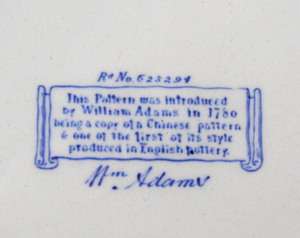 Rd No. 623294
This Pattern was introduced
by William Adams in 1780
being a copy of a Chinese pattern
& one of the first of its style
produced in English pottery.
Wm Adams